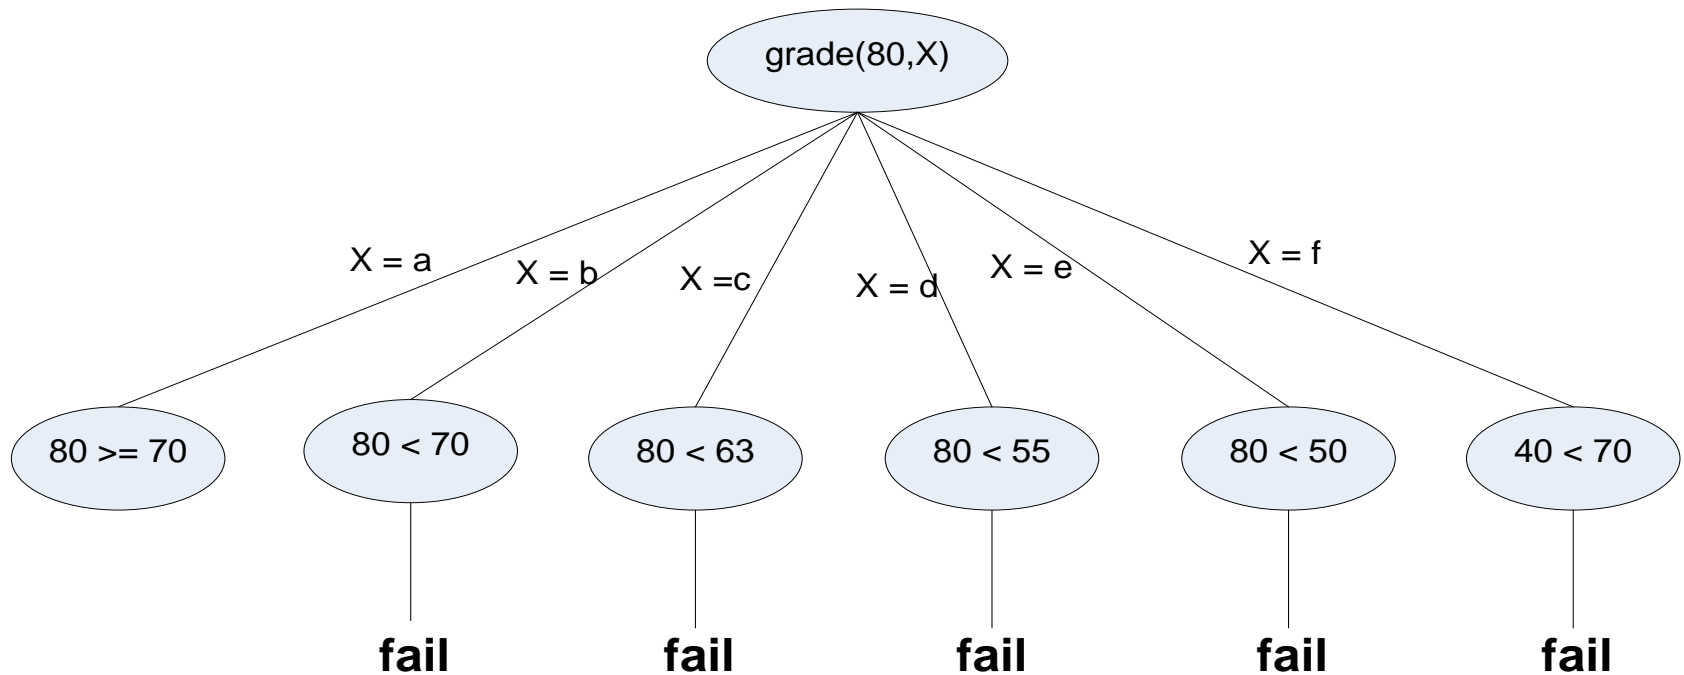 grade(80,X)
X = a
X = b
X =c
X = d
X = e
X = f
80 >= 70
80 < 70
80 < 63
80 < 55
80 < 50
40 < 70
fail
fail
fail
fail
fail